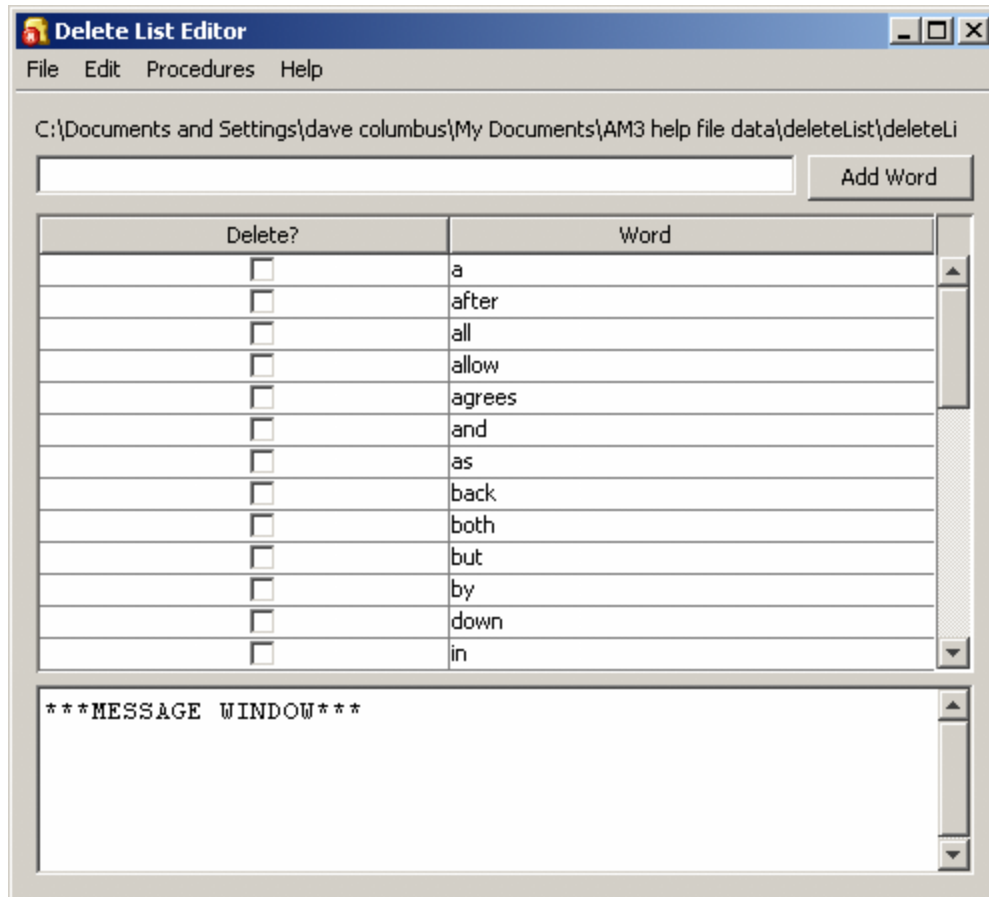 Delete List Editor
File Edit Procedures Help
C:\Documents and Settings\dave columbus\My Documents\AM3 help file data\deleteList\deleteLi
Add Word
Delete? Word
a
after
all
allow
agrees
and
as
back
both
but
by
down
in
***MESSAGE WINDOW***